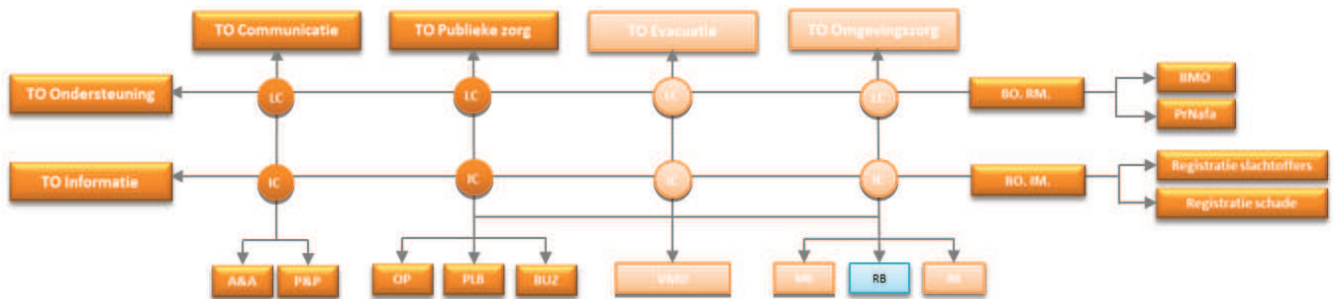 TO Communicatie
TO Publieke zorg
TO Evacuatie
TO Omgevingszorg
TO Ondersteuning
LC
LC
LC
LC
BO. RM.
BMO
PrNafa
TO Informatie
IC
IC
IC
IC
BO. IM.
Registratie slachtoffers
Registratie schade
A&A
P&P
OP
PLB
BUZ
RB